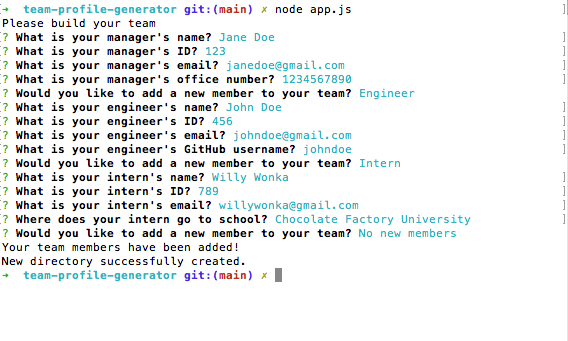 ➜  team-profile-generator git:(main) ✗ node app.js
Please build your team
? What is your manager's name? Jane Doe
? What is your manager's ID? 123
? What is your manager's email? janedoe@gmail.com
? What is your manager's office number? 1234567890
? Would you like to add a new member to your team? Engineer
? What is your engineer's name? John Doe
? What is your engineer's ID? 456
? What is your engineer's email? johndoe@gmail.com
? What is your engineer's GitHub username? johndoe
? Would you like to add a new member to your team? Intern
? What is your intern's name? Willy Wonka
? What is your intern's ID? 789
? What is your intern's email? willywonka@gmail.com
? Where does your intern go to school? Chocolate Factory University
? Would you like to add a new member to your team? No new members
Your team members have been added!
New directory successfully created.
➜  team-profile-generator git:(main) ✗